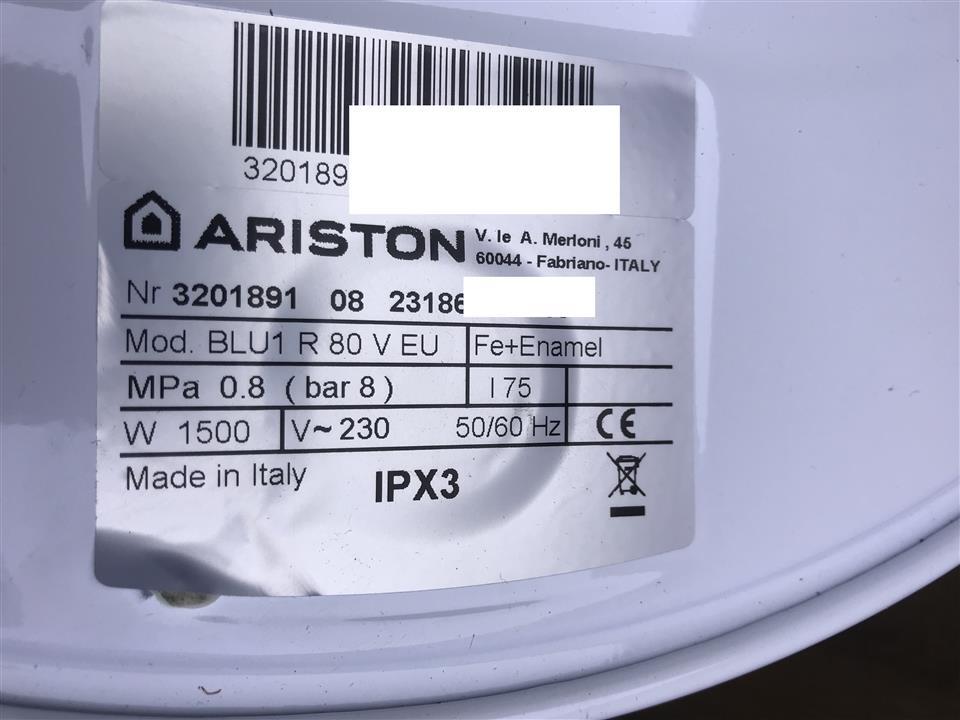 320189
ARISTON
V. le A. Merloni , 45
60044 - Fabriano- ITALY
Nr 3201891 08 23186
Mod. BLU1 R 80 V EU
Fe+Enamel
MPa 0.8 ( bar 8 )
l 75
W 1500
V~ 230 50/60 Hz
CE
Made in Italy
IPX3